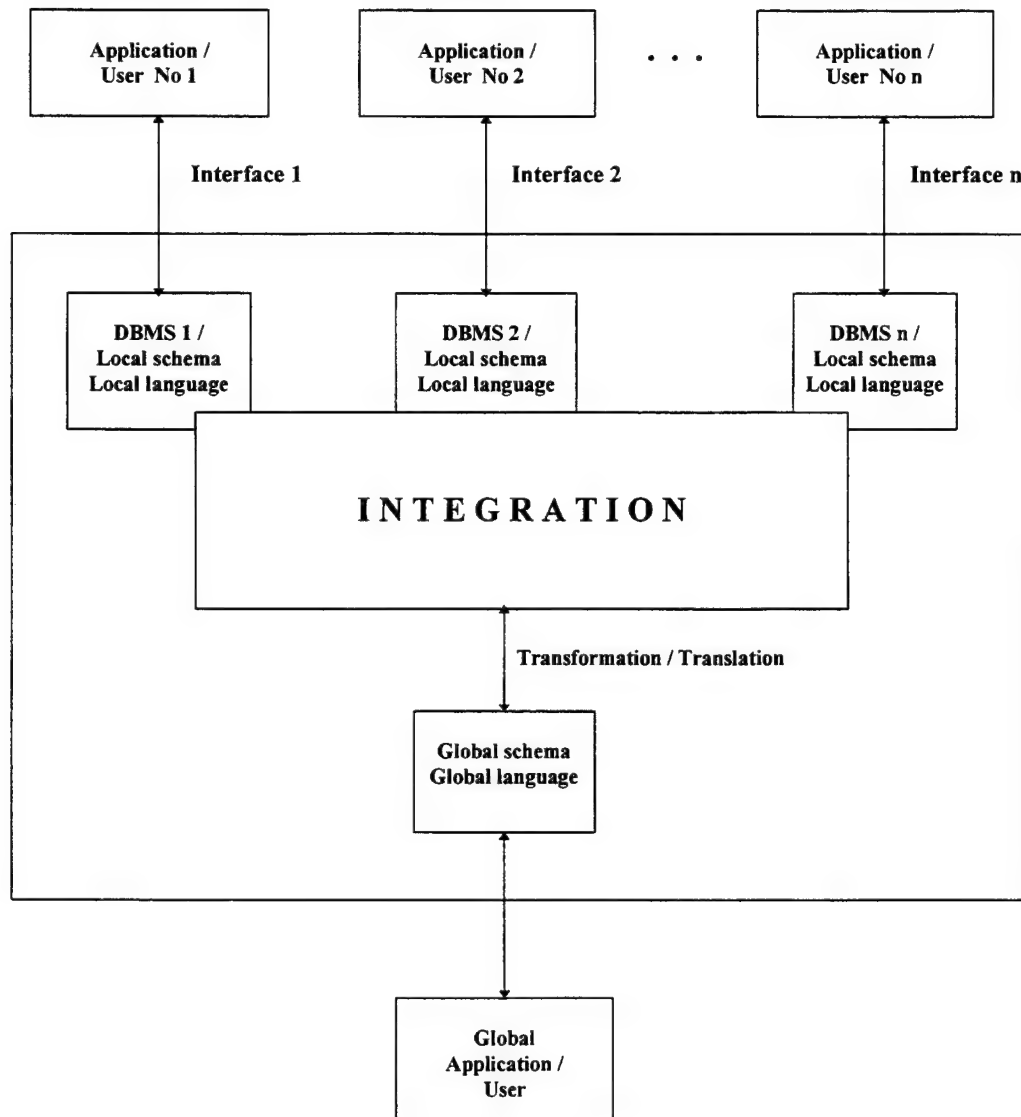 Application /
User No 1
Application /
User No 2
. . .
Application /
User No n
Interface 1
Interface 2
Interface n
DBMS 1 /
Local schema
Local language
DBMS 2 /
Local schema
Local language
DBMS n /
Local schema
Local language
INTEGRATION
Transformation / Translation
Global schema
Global language
Global
Application /
User